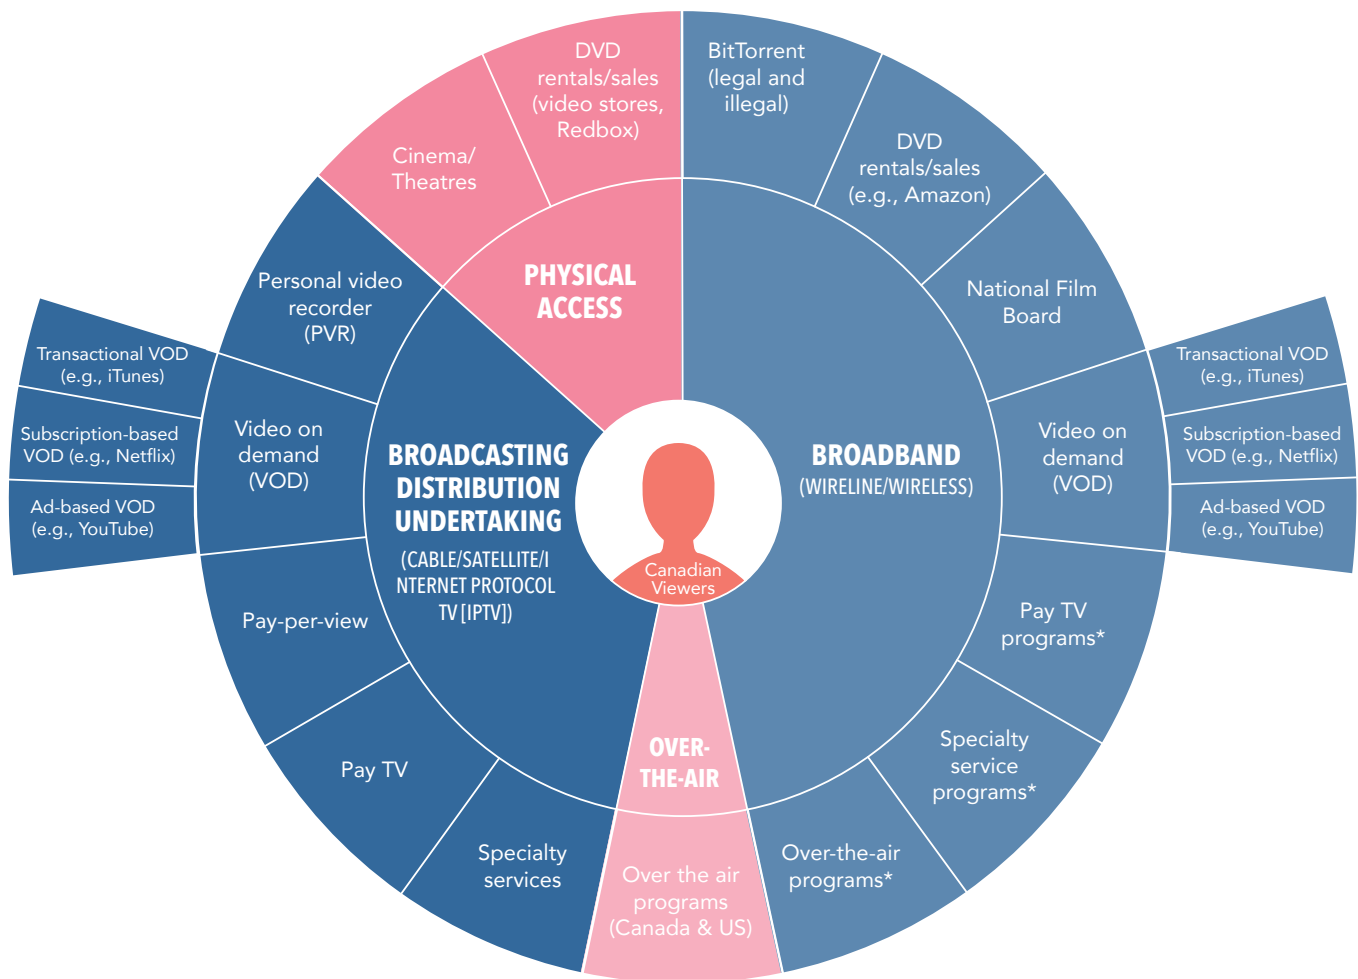 DVD
rentals/sales
(video stores,
Redbox)
Cinema/
Theatres
PHYSICAL
ACCESS
BitTorrent
(legal and
illegal)
DVD
rentals/sales
(e.g., Amazon)
National Film
Board
Video on
demand
(VOD)
Transactional VOD
(e.g., iTunes)
Subscription-based
VOD (e.g., Netflix)
Ad-based VOD
(e.g., YouTube)
Pay TV
programs*
Specialty
service
programs*
Over-the-air
programs*
BROADBAND
(WIRELINE/WIRELESS)
Canadian
Viewers
OVER-
THE-AIR
Over the air
programs
(Canada & US)
BROADCASTING
DISTRIBUTION
UNDERTAKING
(CABLE/SATELLITE/I
NTERNET PROTOCOL
TV [IPTV])
Personal video
recorder
(PVR)
Video on
demand
(VOD)
Transactional VOD
(e.g., iTunes)
Subscription-based
VOD (e.g., Netflix)
Ad-based VOD
(e.g., YouTube)
Pay-per-view
Pay TV
Specialty
services